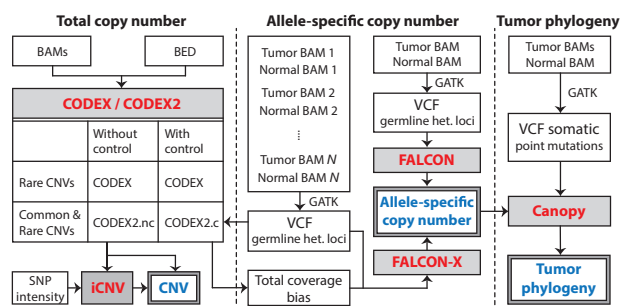 Total copy number
BAMs
BED
CODEX / CODEX2
Without control
With control
Rare CNVs
CODEX
CODEX
Common & Rare CNVs
CODEX2.nc
CODEX2.c
SNP intensity
iCNV
CNV
Allele-specific copy number
Tumor BAM 1
Normal BAM 1
Tumor BAM 2
Normal BAM 2
Tumor BAM N
Normal BAM N
GATK
VCF
germline het. loci
Total coverage bias
Tumor BAM
Normal BAM
GATK
VCF
germline het. loci
FALCON
Allele-specific copy number
FALCON-X
Tumor phylogeny
Tumor BAMs
Normal BAM
GATK
VCF somatic
point mutations
Canopy
Tumor phylogeny